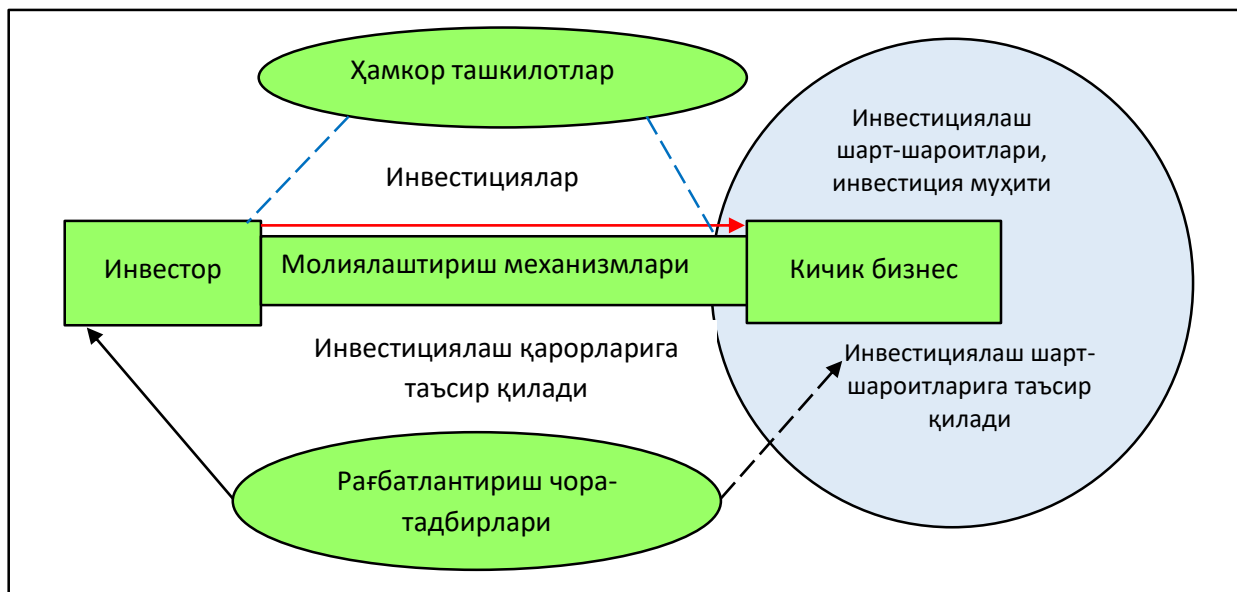 Ҳамкор ташкилотлар
Инвестициялаш
шарт-шароитлари,
инвестиция муҳити
Инвестициялар
Инвестор
Молиялаштириш механизмлари
Кичик бизнес
Инвестициялаш қарорларига
таъсир қилади
Инвестициялаш шарт-
шароитларига таъсир
қилади
Рағбатлантириш чора-
тадбирлари